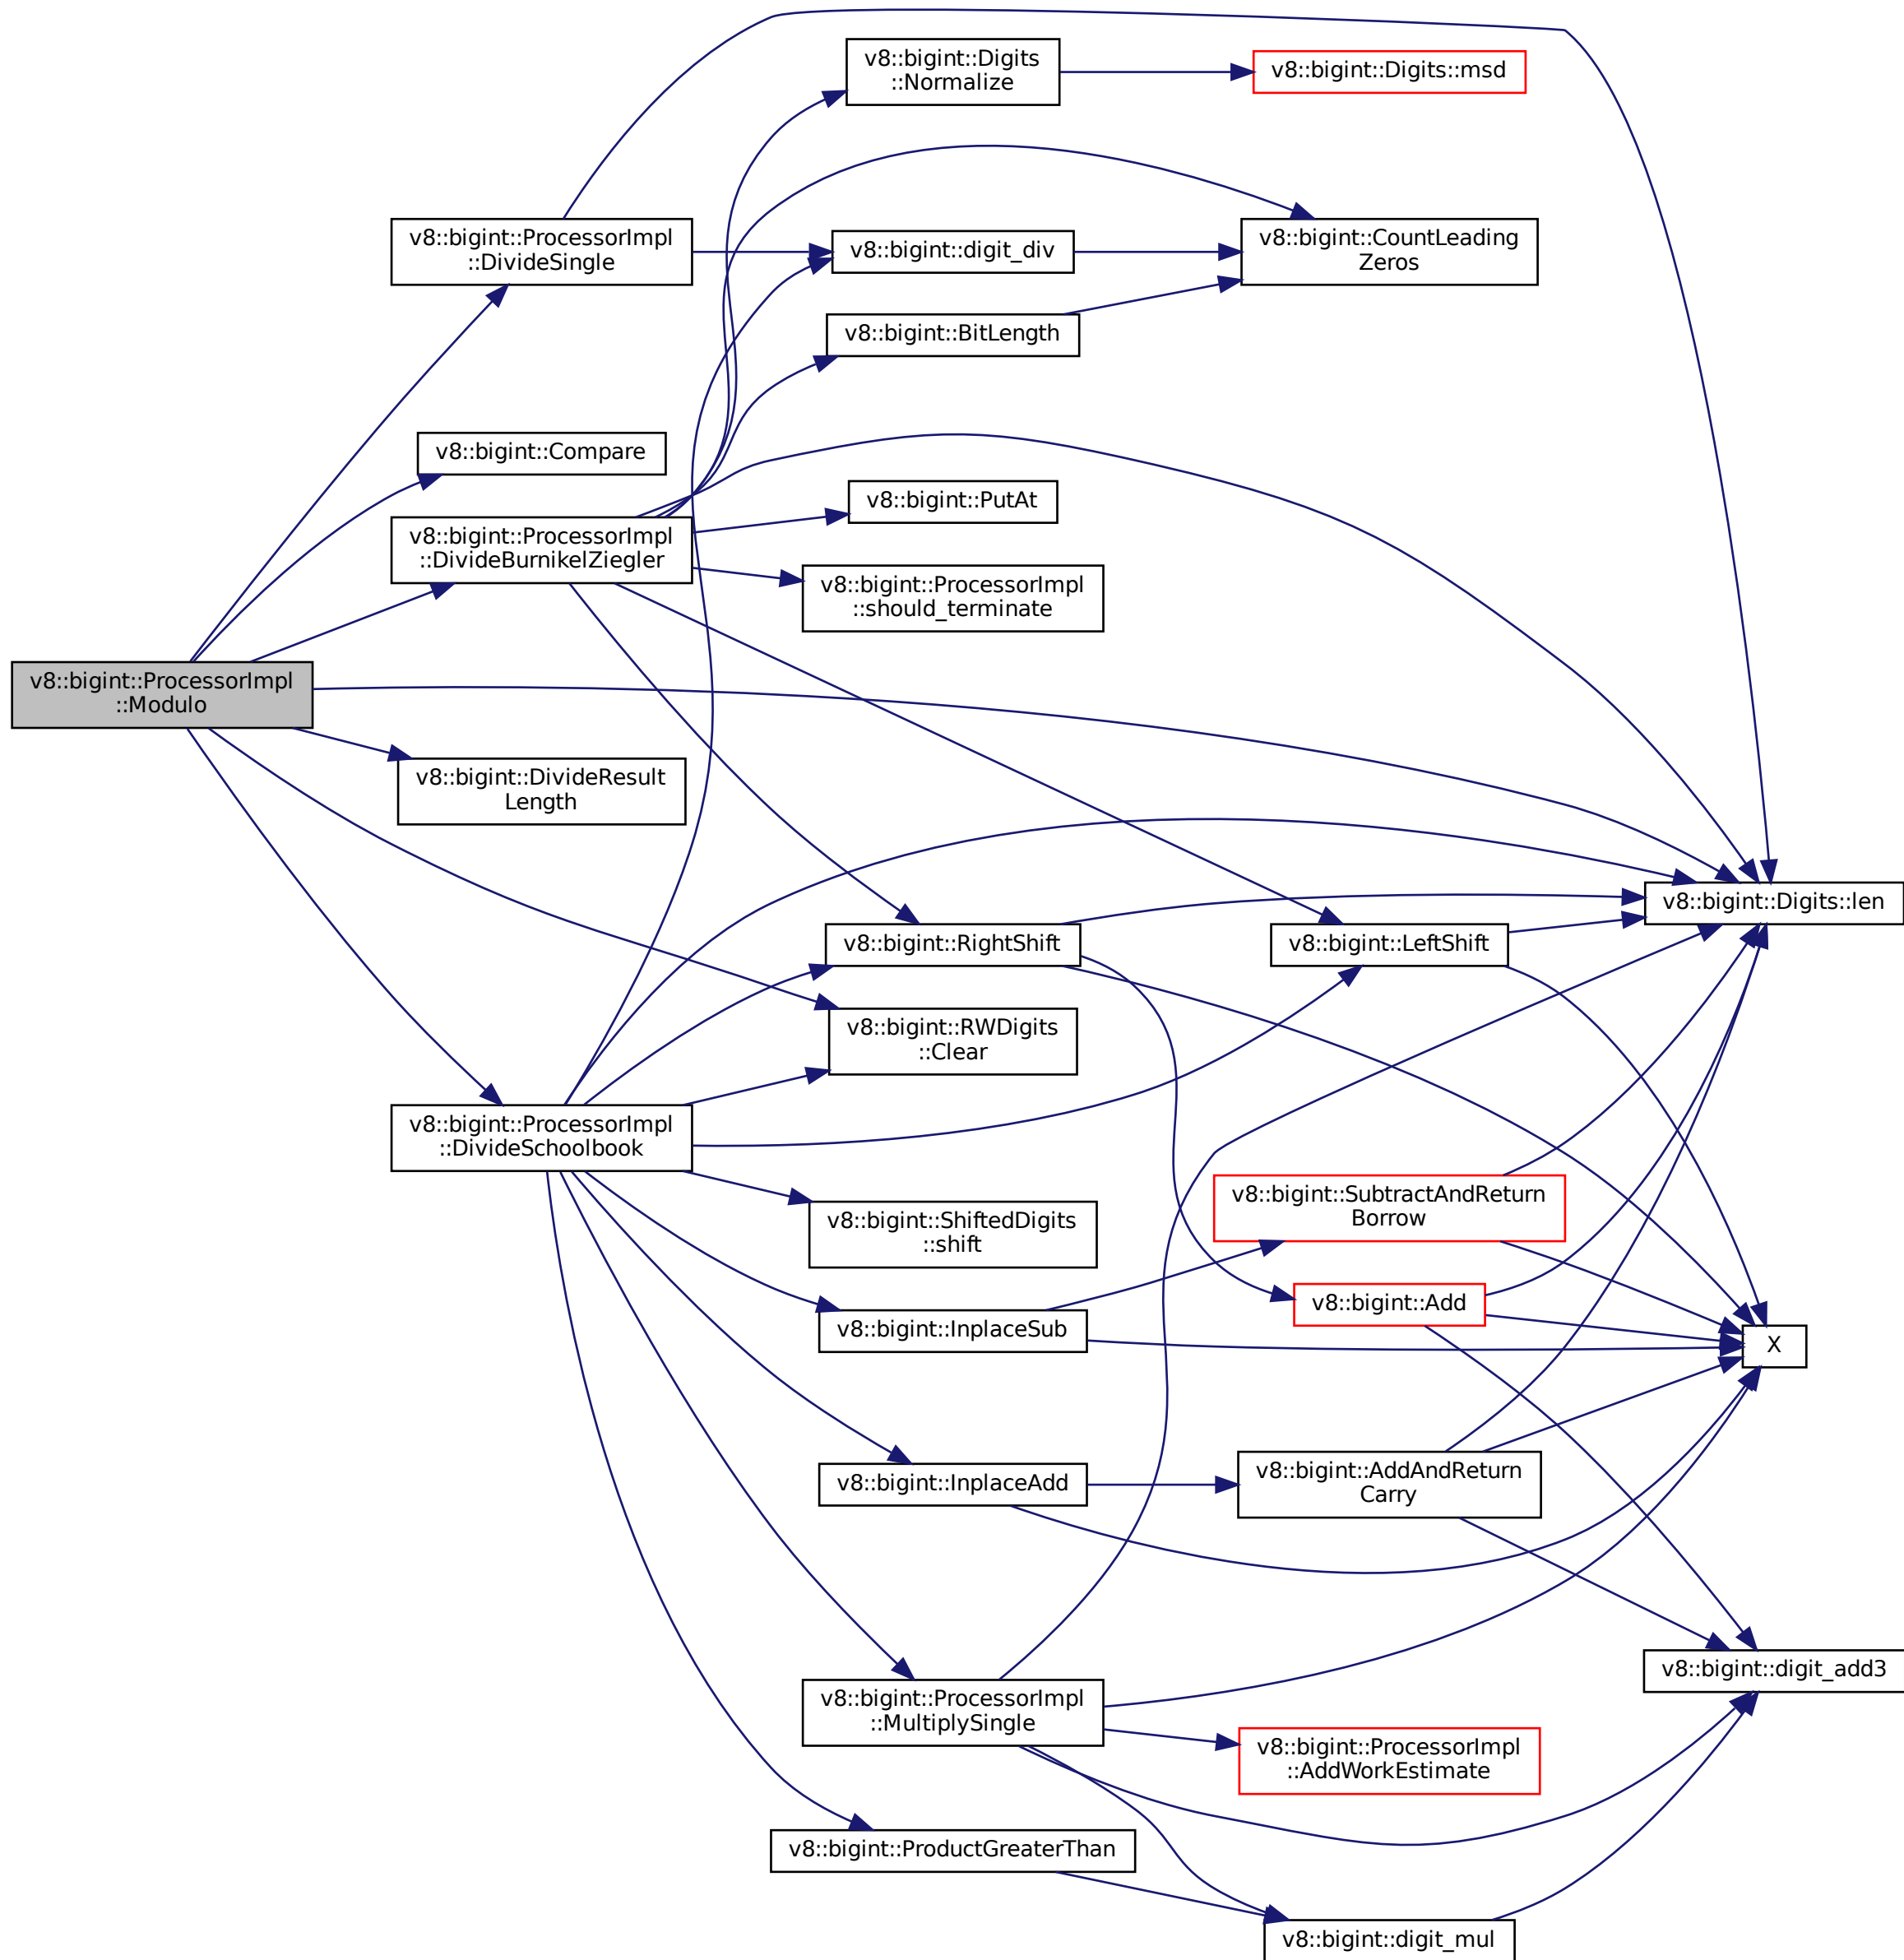 v8::bigint::Digits
::Normalize
v8::bigint::Digits::msd
v8::bigint::ProcessorImpl
::DivideSingle
v8::bigint::digit_div
v8::bigint::CountLeading
Zeros
v8::bigint::BitLength
v8::bigint::Compare
v8::bigint::PutAt
v8::bigint::ProcessorImpl
::DivideBurnikelZiegler
v8::bigint::ProcessorImpl
::should_terminate
v8::bigint::ProcessorImpl
::Modulo
v8::bigint::DivideResult
Length
v8::bigint::Digits::len
v8::bigint::RightShift
v8::bigint::LeftShift
v8::bigint::RWDigits
::Clear
v8::bigint::ProcessorImpl
::DivideSchoolbook
v8::bigint::SubtractAndReturn
Borrow
v8::bigint::ShiftedDigits
::shift
v8::bigint::Add
v8::bigint::InplaceSub
X
v8::bigint::InplaceAdd
v8::bigint::AddAndReturn
Carry
v8::bigint::digit_add3
v8::bigint::ProcessorImpl
::MultiplySingle
v8::bigint::ProcessorImpl
::AddWorkEstimate
v8::bigint::ProductGreaterThan
v8::bigint::digit_mul